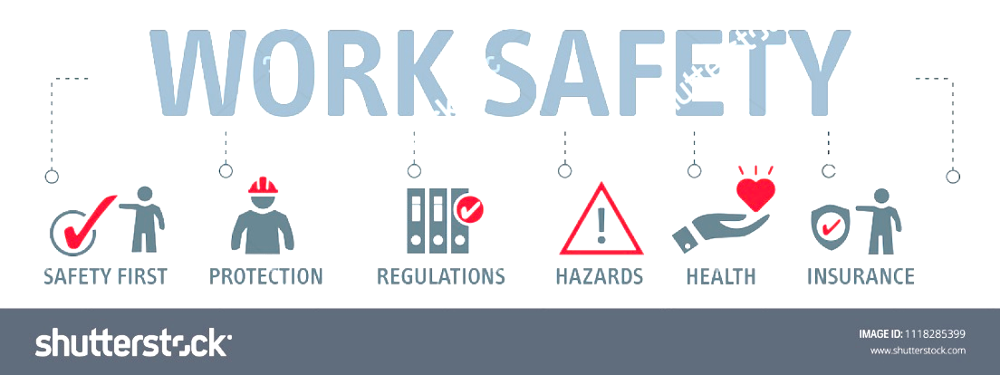 WORK SAFETY
SAFETY FIRST
PROTECTION
REGULATIONS
HAZARDS
HEALTH
INSURANCE
shutterstock
IMAGE ID: 1118285399
www.shutterstock.com